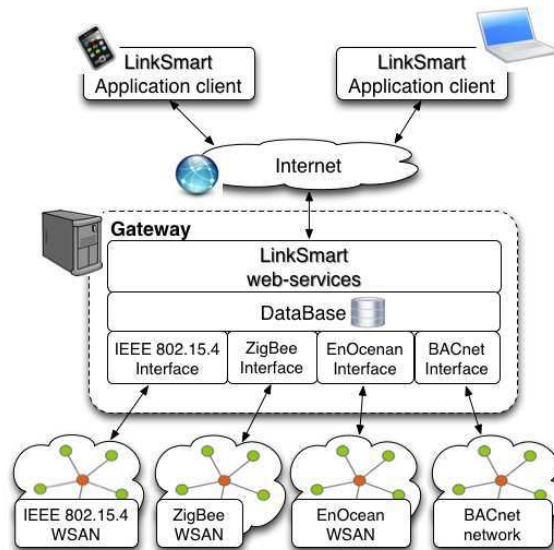 LinkSmart
Application client
LinkSmart
Application client
Internet
Gateway
LinkSmart
web-services
DataBase
IEEE 802.15.4
Interface
ZigBee
Interface
EnOcenan
Interface
BACnet
Interface
IEEE 802.15.4
WSAN
ZigBee
WSAN
EnOcean
WSAN
BACnet
network